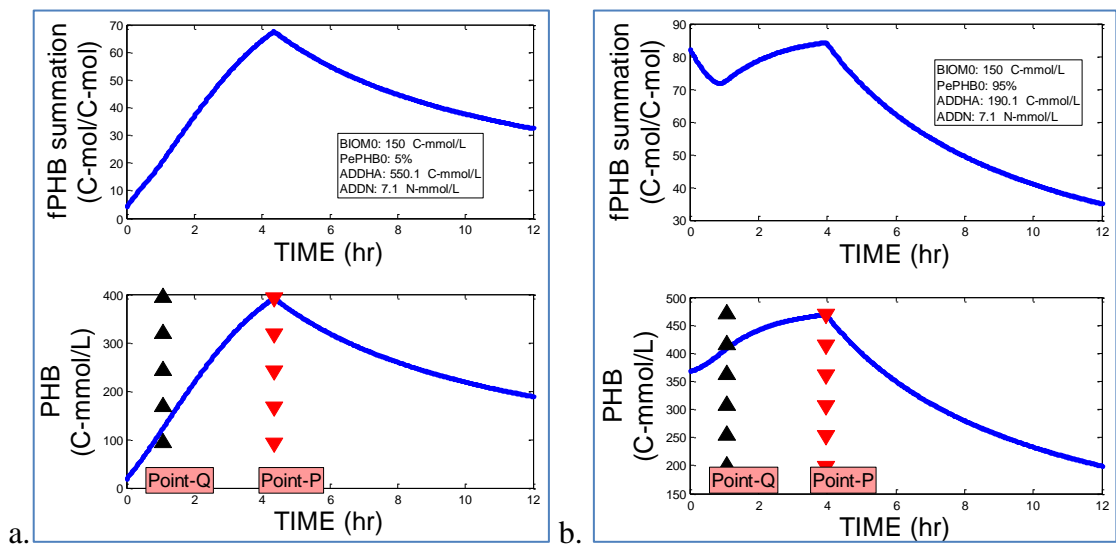 fPHB summation
(C-mol/C-mol)
70
60
50
40
30
20
10
0
BIOM0: 150 C-mmol/L
PePHB0: 5%
ADDHA: 550.1 C-mmol/L
ADDN: 7.1 N-mmol/L
0 2 4 6 8 10 12
TIME (hr)
PHB
(C-mmol/L)
400
300
200
100
0
Point-Q Point-P
0 2 4 6 8 10 12
TIME (hr)
a.
fPHB summation
(C-mol/C-mol)
90
80
70
60
50
40
30
BIOM0: 150 C-mmol/L
PePHB0: 95%
ADDHA: 190.1 C-mmol/L
ADDN: 7.1 N-mmol/L
0 2 4 6 8 10 12
TIME (hr)
PHB
(C-mmol/L)
500
450
400
350
300
250
200
150
Point-Q Point-P
0 2 4 6 8 10 12
TIME (hr)
b.